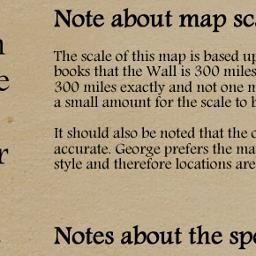 Note about map sc
The scale of this map is based up
books that the Wall is 300 miles
300 miles exactly and not one m
a small amount for the scale to b
It should also be noted that the c
accurate. George prefers the ma
style and therefore locations are
Notes about the spe